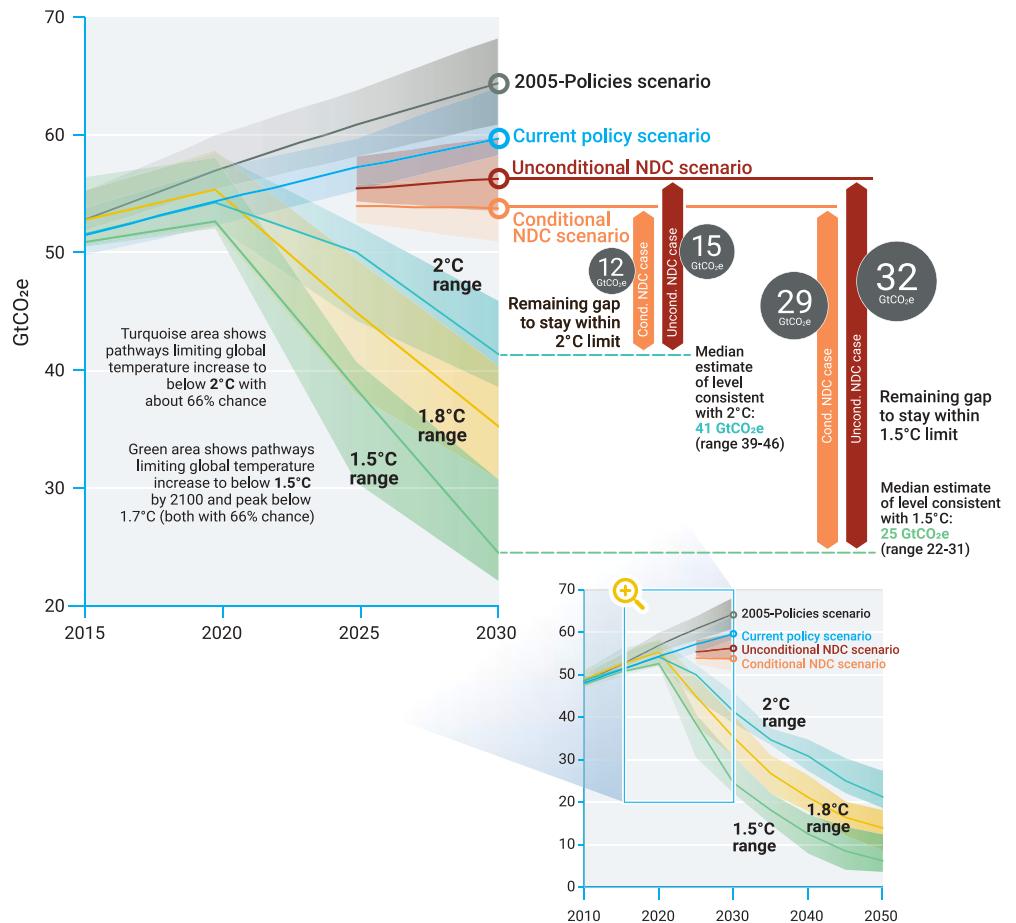 70
60
50
40
30
20
GtCO₂e
2015
2020
2025
2030
2005-Policies scenario
Current policy scenario
Unconditional NDC scenario
Conditional
NDC scenario
2°C
range
1.8°C
range
1.5°C
range
Turquoise area shows
pathways limiting global
temperature increase to
below 2°C with
about 66% chance
Green area shows pathways
limiting global temperature
increase to below 1.5°C
by 2100 and peak below
1.7°C (both with 66% chance)
12
GtCO₂e
Cond. NDC case
Uncond. NDC case
15
GtCO₂e
Remaining gap
to stay within
2°C limit
Median
estimate
of level
consistent
with 2°C:
41 GtCO₂e
(range 39-46)
29
GtCO₂e
Cond. NDC case
Uncond. NDC case
32
GtCO₂e
Remaining gap
to stay within
1.5°C limit
Median estimate
of level consistent
with 1.5°C:
25 GtCO₂e
(range 22-31)
70
60
50
40
30
20
10
0
2010
2020
2030
2040
2050
2005-Policies scenario
Current policy scenario
Unconditional NDC scenario
Conditional NDC scenario
2°C
range
1.8°C
range
1.5°C
range